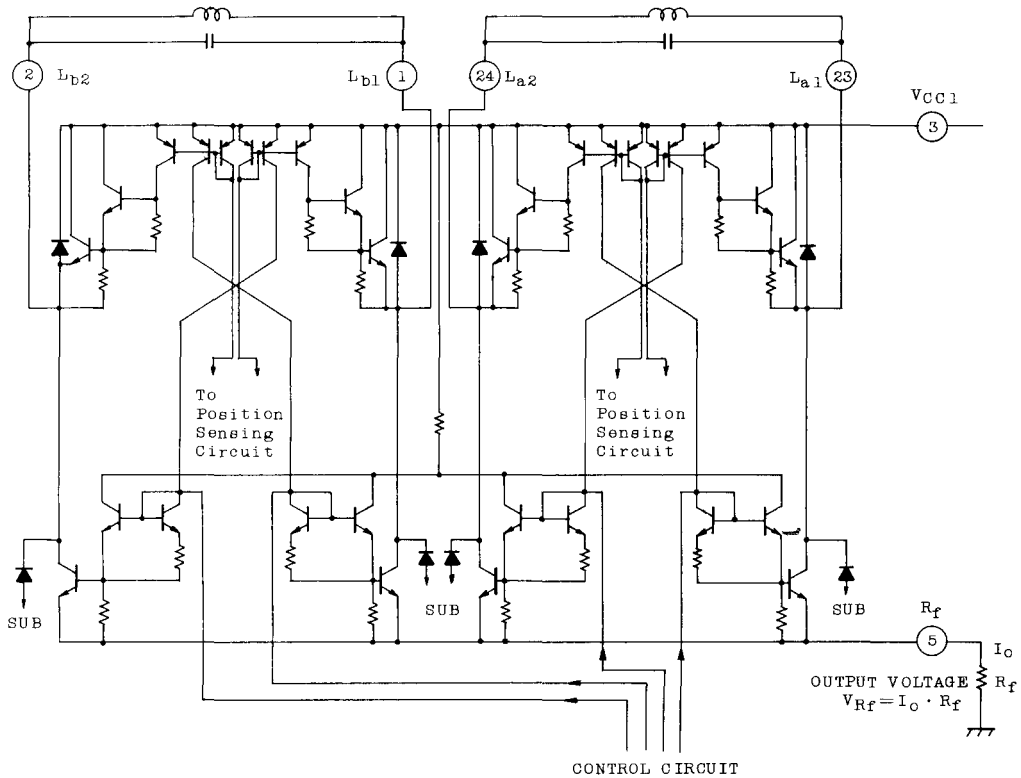 2
Lb2
Lb1
1
24
La2
La1
23
VCC1
3
To
Position
Sensing
Circuit
To
Position
Sensing
Circuit
SUB
SUB
SUB
Rf
5
Io
Rf
OUTPUT VOLTAGE
VRf=Io·Rf
CONTROL CIRCUIT